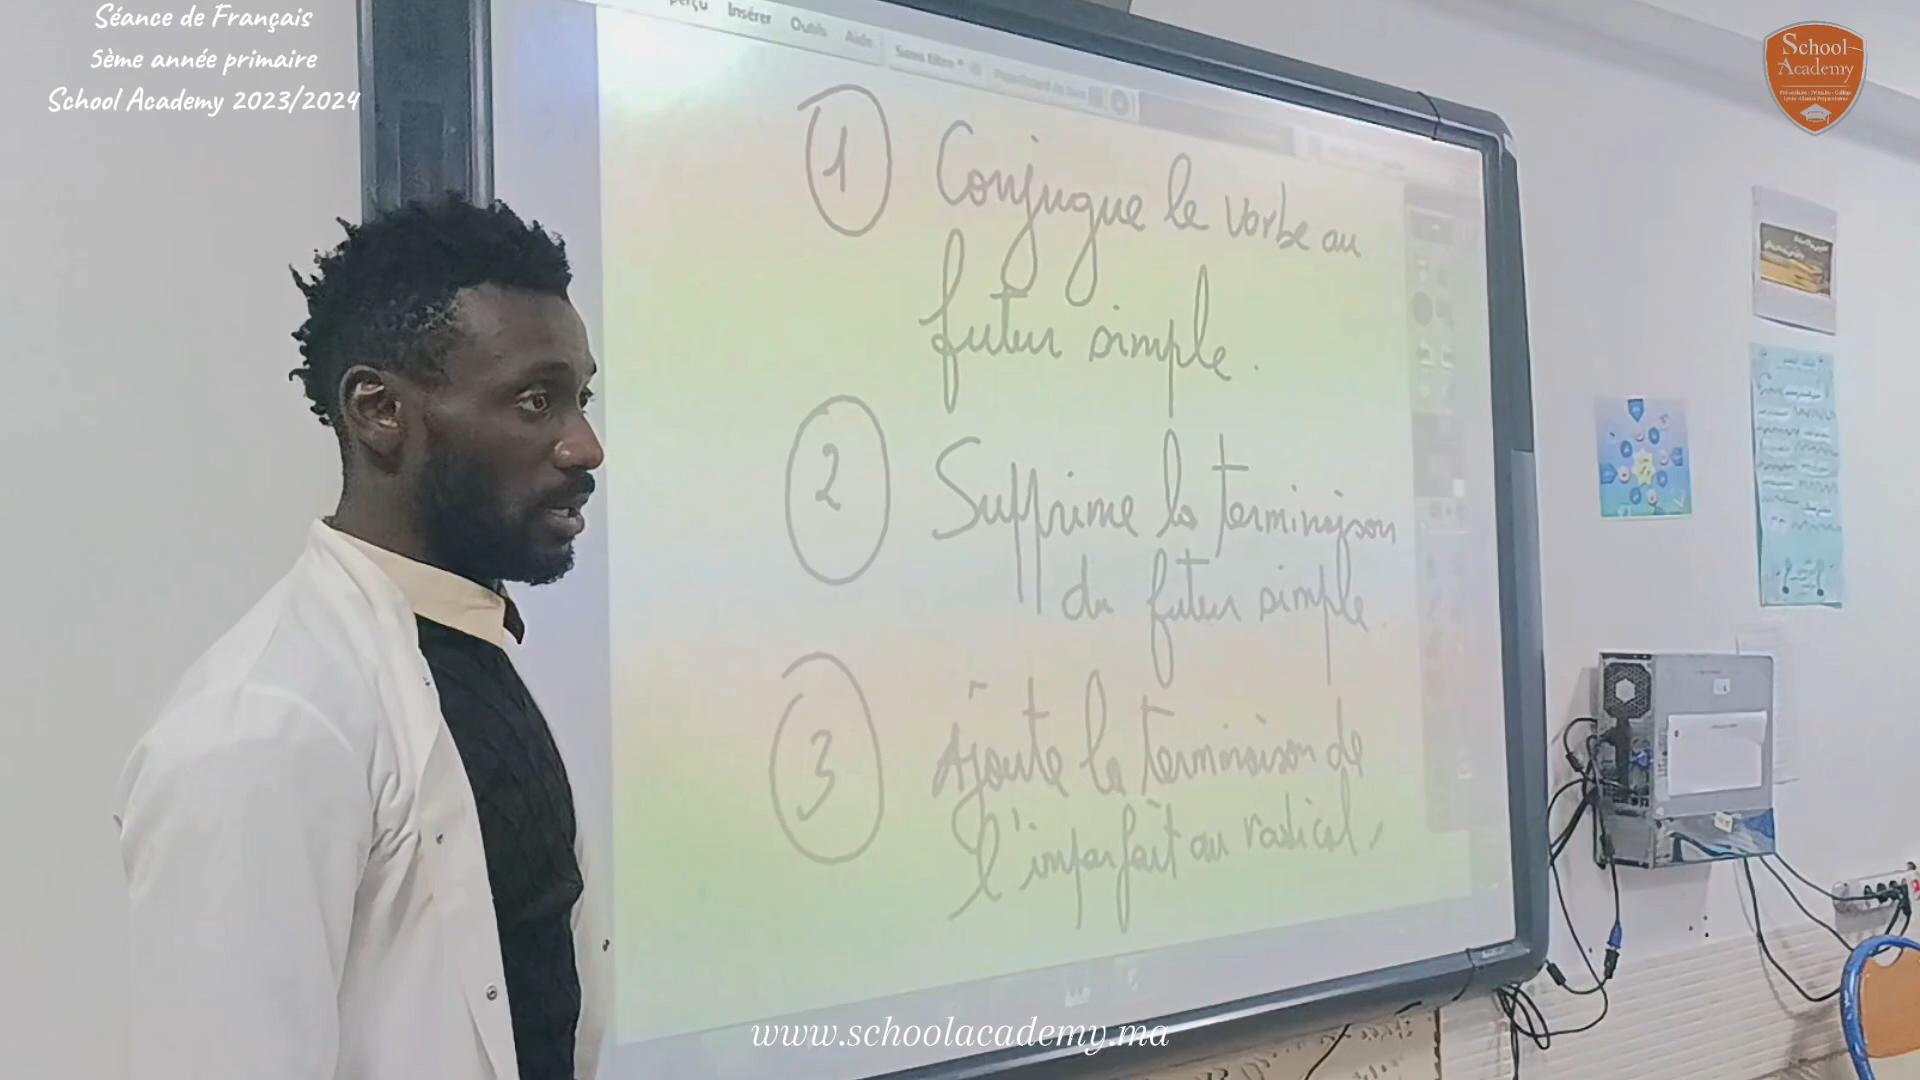 Séance de Français
5ème année primaire
School Academy 2023/2024
School
Academy
Insérer Outils Aide
1 Conjugue le verbe au
futur simple.
2 Supprime la terminaison
du futur simple.
3 Ajoute la terminaison de
l'imparfait au radical.
www.schoolacademy.ma